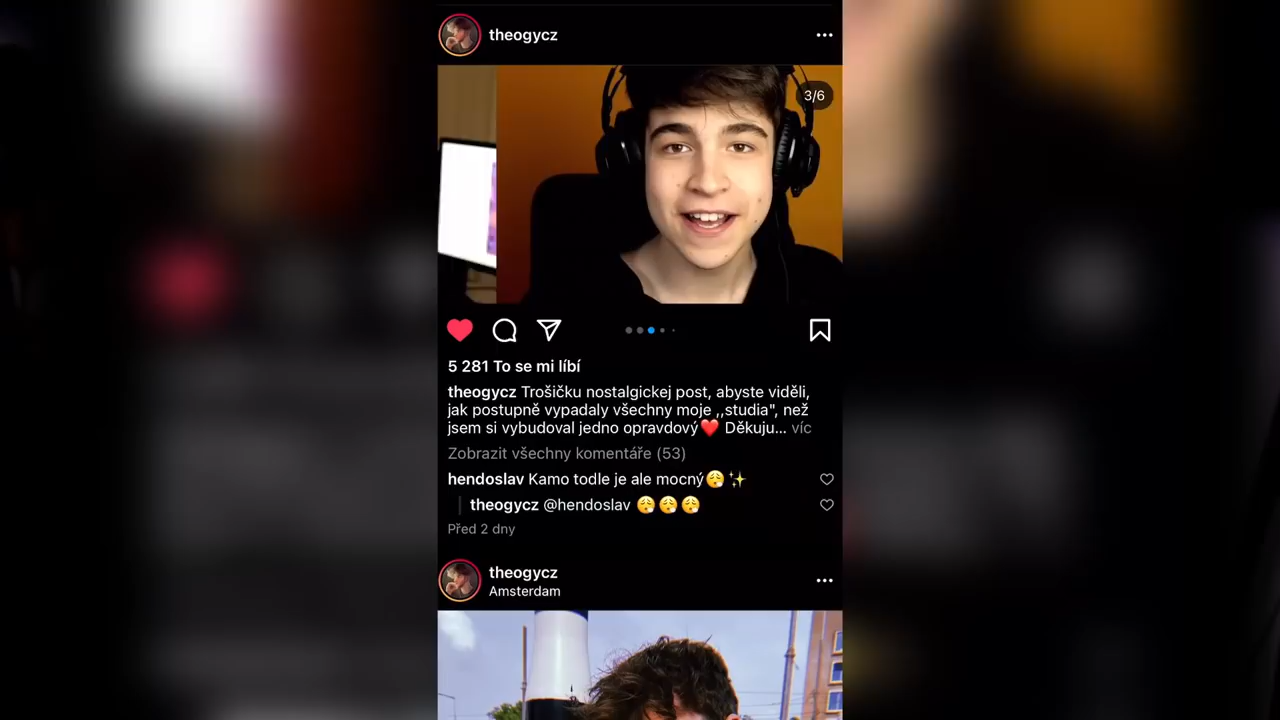 theogycz
3/6
5 281 To se mi líbí
theogycz Trošičku nostalgickej post, abyste viděli,
jak postupně vypadaly všechny moje ,,studia", než
jsem si vybudoval jedno opravdový❤️ Děkuju... víc
Zobrazit všechny komentáře (53)
hendoslav Kamo todle je ale mocný😮‍💨✨
theogycz @hendoslav 😮‍💨😮‍💨😮‍💨
Před 2 dny
theogycz
Amsterdam